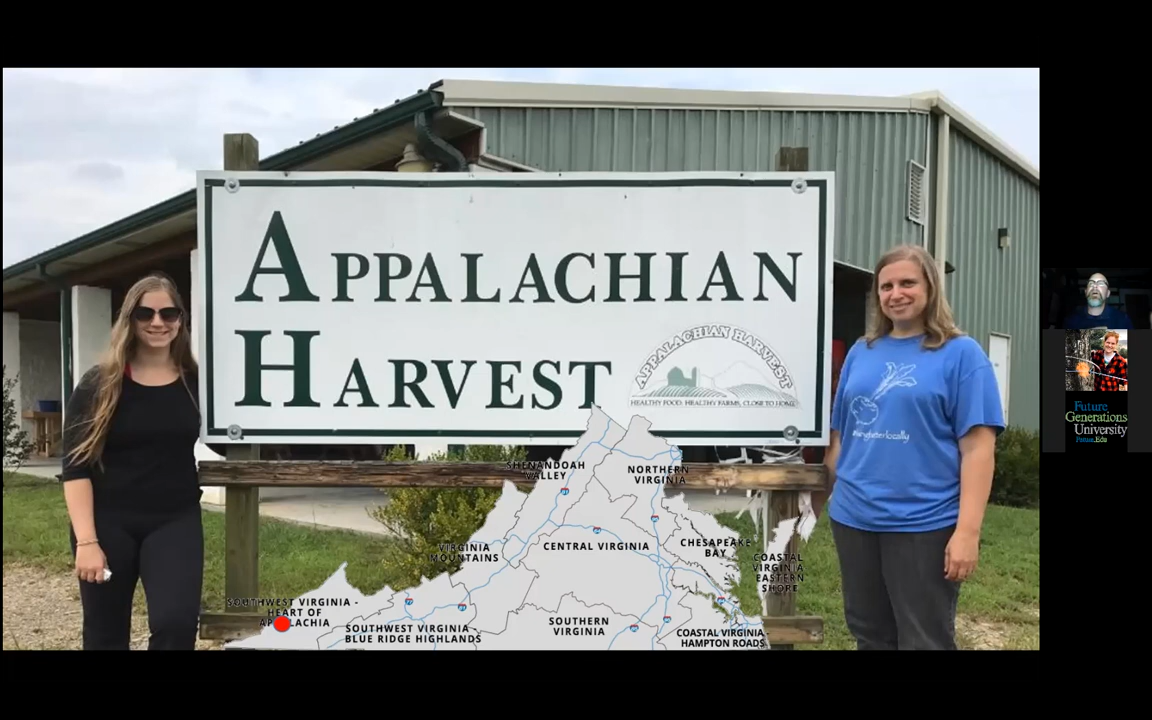 APPALACHIAN
HARVEST
APPALACHIAN HARVEST
HEALTHY FOOD, HEALTHY FARMS, CLOSE TO HOME
SHENANDOAH
VALLEY
NORTHERN
VIRGINIA
VIRGINIA
MOUNTAINS
CENTRAL VIRGINIA
CHESAPEAKE
BAY
COASTAL
VIRGINIA
EASTERN
SHORE
SOUTHWEST VIRGINIA -
HEART OF
APPALACHIA
SOUTHWEST VIRGINIA -
BLUE RIDGE HIGHLANDS
SOUTHERN
VIRGINIA
COASTAL VIRGINIA -
HAMPTON ROADS
Future
Generations
University
Future.Edu